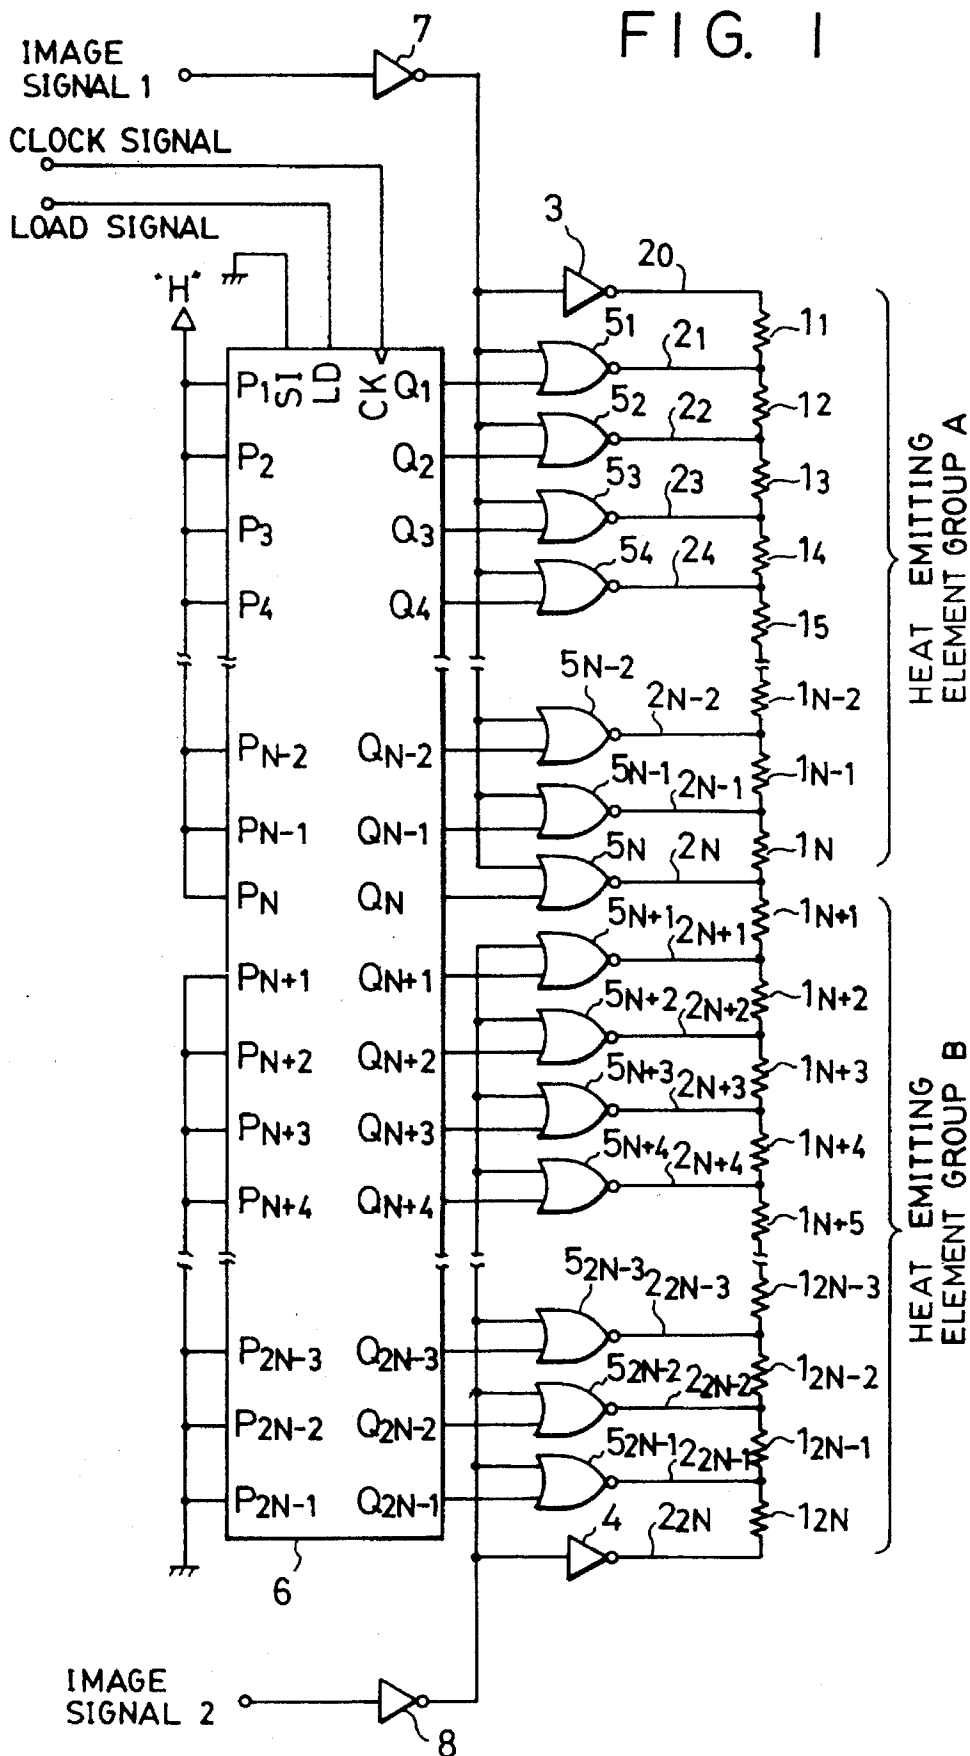 FIG. 1
7
IMAGE
SIGNAL 1
CLOCK SIGNAL
LOAD SIGNAL
"H"
3
20
11
SI
LD
CK
P1
Q1
51
21
12
P2
Q2
52
22
13
P3
Q3
53
23
14
P4
Q4
54
24
15
HEAT EMITTING
ELEMENT GROUP A
1N-2
PN-2
QN-2
5N-2
2N-2
1N-1
PN-1
QN-1
5N-1
2N-1
1N
PN
QN
5N
2N
1N+1
PN+1
QN+1
5N+1
2N+1
1N+2
PN+2
QN+2
5N+2
2N+2
1N+3
PN+3
QN+3
5N+3
2N+3
1N+4
PN+4
QN+4
5N+4
2N+4
1N+5
HEAT EMITTING
ELEMENT GROUP B
12N-3
P2N-3
Q2N-3
52N-3
22N-3
12N-2
P2N-2
Q2N-2
52N-2
22N-2
12N-1
P2N-1
Q2N-1
52N-1
22N-1
12N
4
22N
6
IMAGE
SIGNAL 2
8